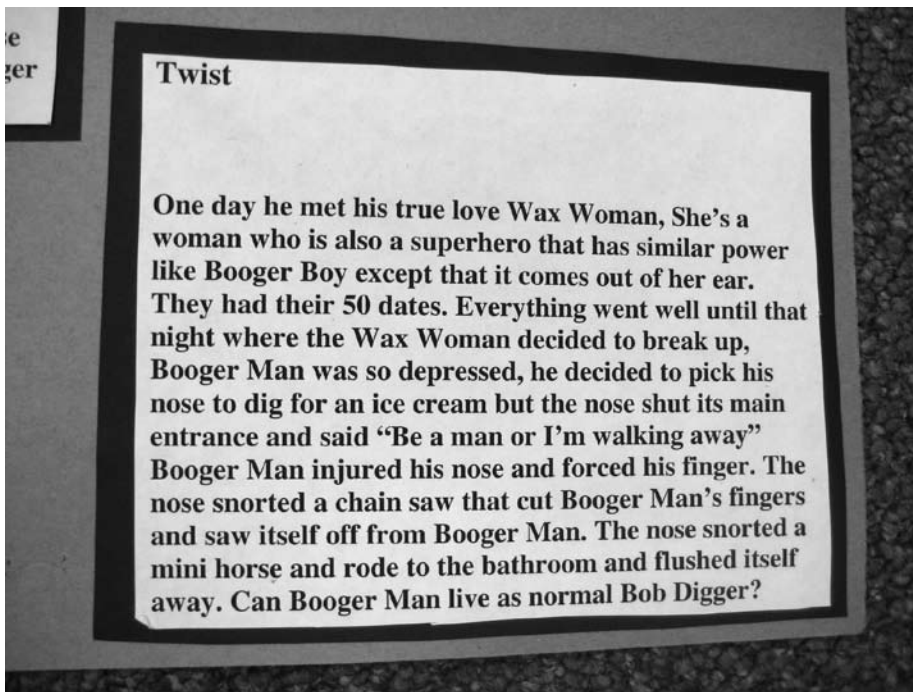 Twist
One day he met his true love Wax Woman, She's a
woman who is also a superhero that has similar power
like Booger Boy except that it comes out of her ear.
They had their 50 dates. Everything went well until that
night where the Wax Woman decided to break up,
Booger Man was so depressed, he decided to pick his
nose to dig for an ice cream but the nose shut its main
entrance and said “Be a man or I'm walking away”
Booger Man injured his nose and forced his finger. The
nose snorted a chain saw that cut Booger Man's fingers
and saw itself off from Booger Man. The nose snorted a
mini horse and rode to the bathroom and flushed itself
away. Can Booger Man live as normal Bob Digger?